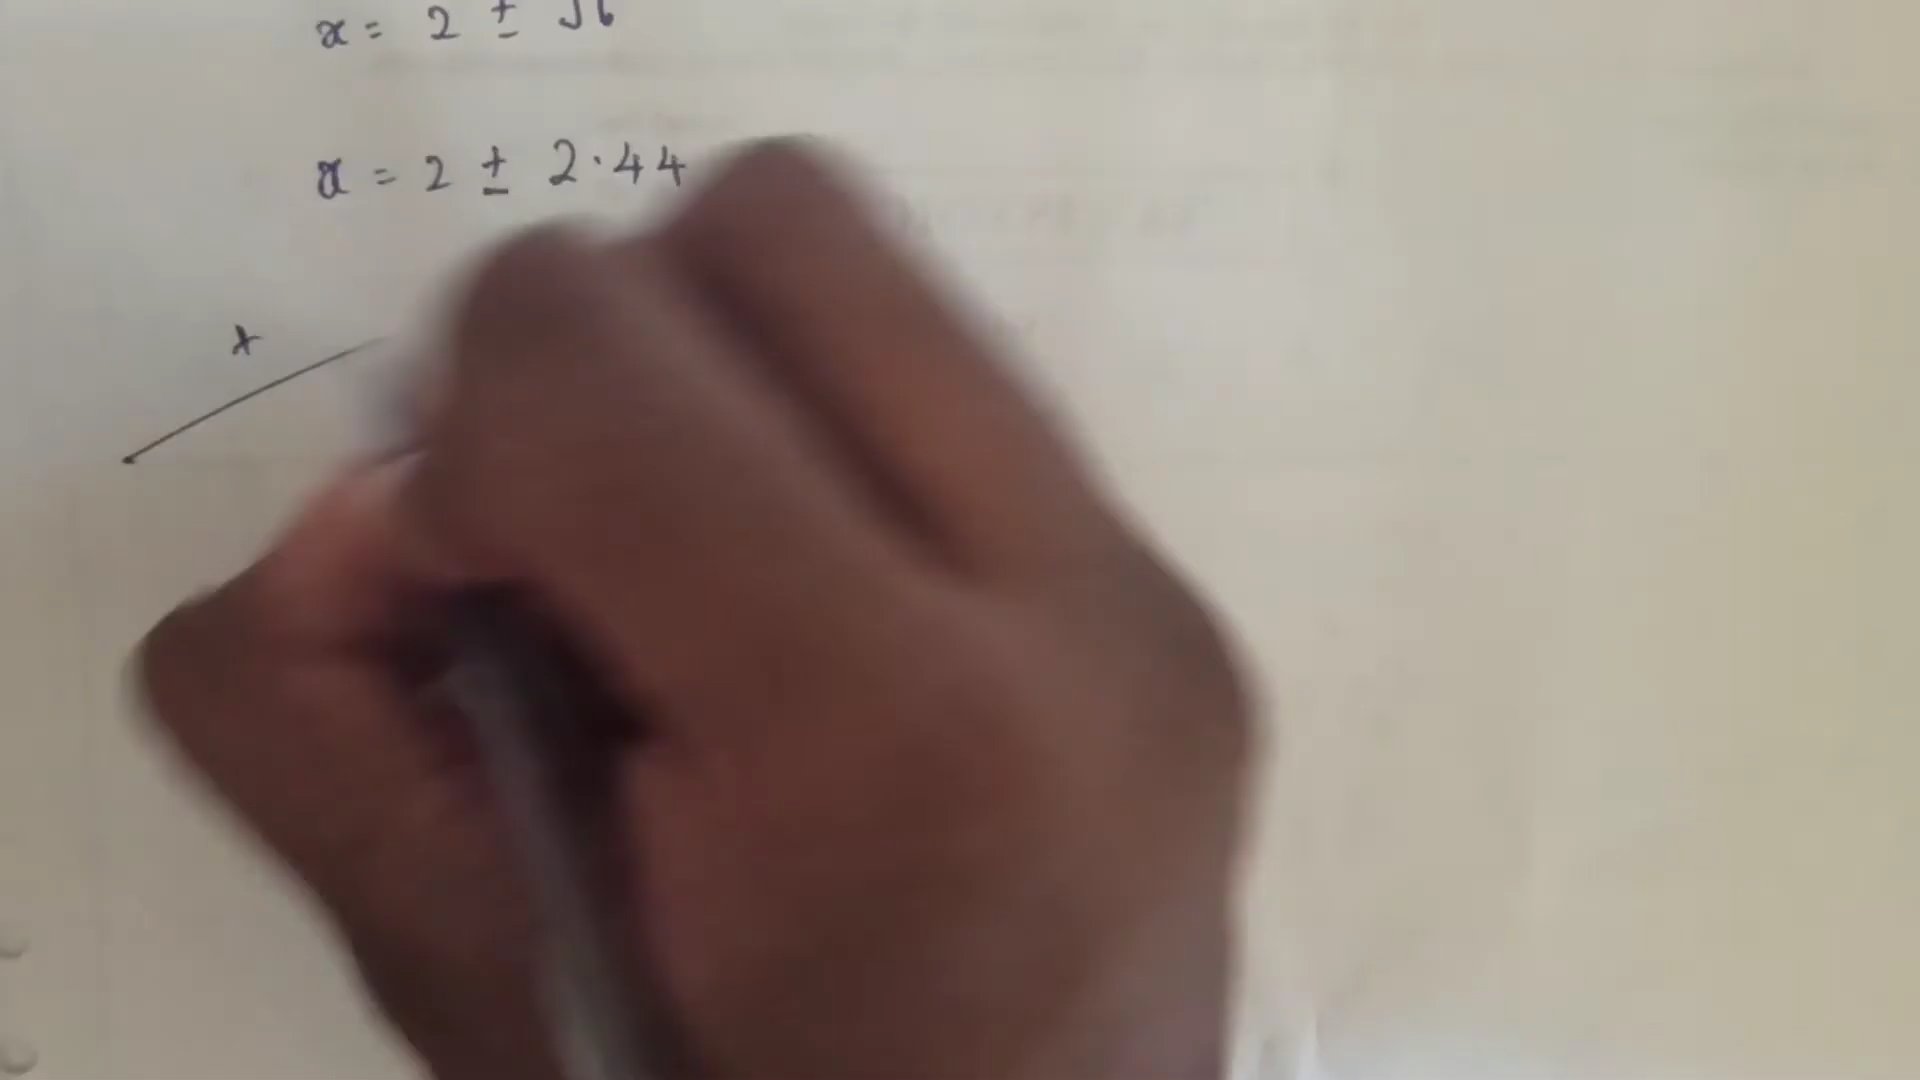 x = 2 ± √6
x = 2 ± 2.44
+